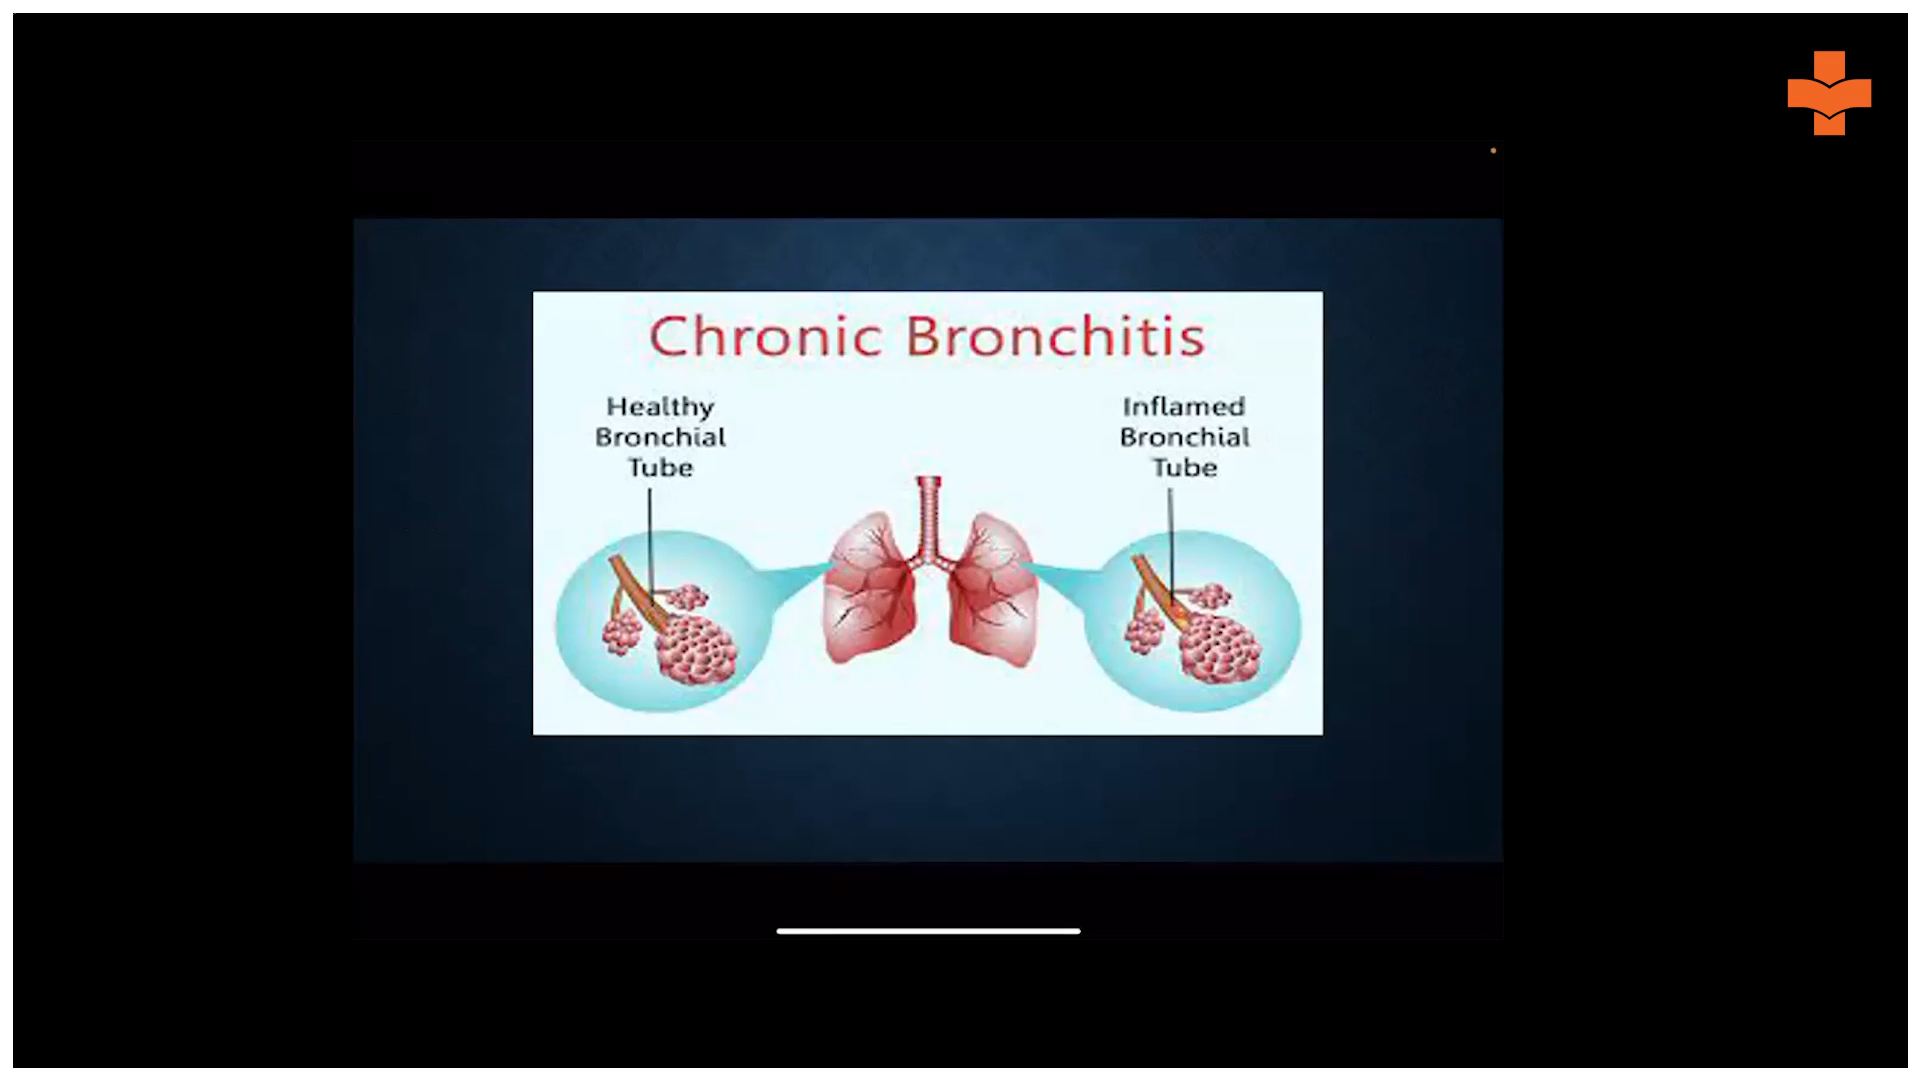 Chronic Bronchitis
Healthy
Bronchial
Tube
Inflamed
Bronchial
Tube